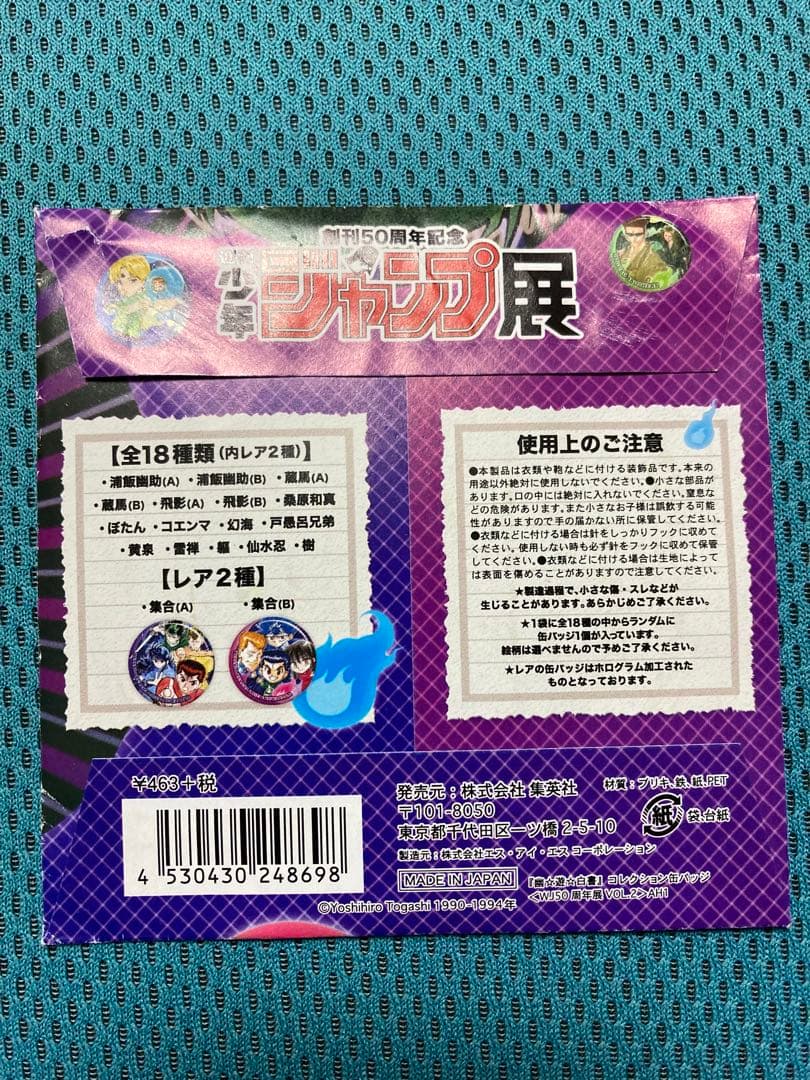 創刊50周年記念
週刊少年ジャンプ展
【全18種類(内レア2種)】
・浦飯幽助(A) ・浦飯幽助(B) ・蔵馬(A)
・蔵馬(B) ・飛影(A) ・飛影(B) ・桑原和真
・ぼたん ・コエンマ ・幻海 ・戸愚呂兄弟
・黄泉 ・雷禅 ・軀 ・仙水忍 ・樹
【レア2種】
・集合(A) ・集合(B)
使用上のご注意
●本製品は衣類や鞄などに付ける装飾品です。本来の
用途以外絶対に使用しないでください。●小さな部品が
あります。口の中には絶対に入れないでください。窒息な
どの危険があります。また小さなお子様は誤飲する可能
性がありますので手の届かない所に保管してください。
●衣類などに付ける場合は針をしっかりフックに収めて
ください。使用しない時も必ず針をフックに収めて保管
してください。●衣類などに付ける場合は生地によって
は表面を傷めることがありますので注意してください。
★製造過程で、小さな傷・スレなどが
生じることがあります。あらかじめご了承ください。
★1袋に全18種の中からランダムに
缶バッジ1個が入っています。
絵柄は選べませんので予めご了承ください。
★レアの缶バッジはホログラム加工された
ものとなっております。
¥463+税
4 530430 248698
発売元:株式会社 集英社
〒101-8050
東京都千代田区一ツ橋 2-5-10
製造元:株式会社エス・アイ・エス コーポレーション
材質:ブリキ、鉄、紙、PET
紙 袋、台紙
MADE IN JAPAN
『幽☆遊☆白書』コレクション缶バッジ
<WJ50周年展 VOL.2>AH1
©Yoshihiro Togashi 1990-1994年